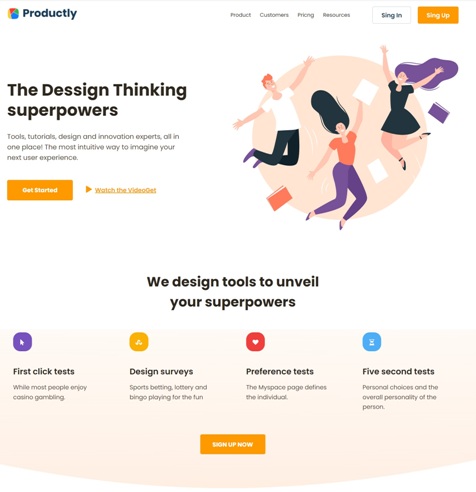 Productly
Product Customers Pricing Resources Sing In Sing Up
The Dessign Thinking
superpowers
Tools, tutorials, design and innovation experts, all in
one place! The most intuitive way to imagine your
next user experience.
Get Started Watch the VideoGet
We design tools to unveil
your superpowers
First click tests
While most people enjoy
casino gambling,
Design surveys
Sports betting, lottery and
bingo playing for the fun
Preference tests
The Myspace page defines
the individual.
Five second tests
Personal choices and the
overall personality of the
person.
SIGN UP NOW